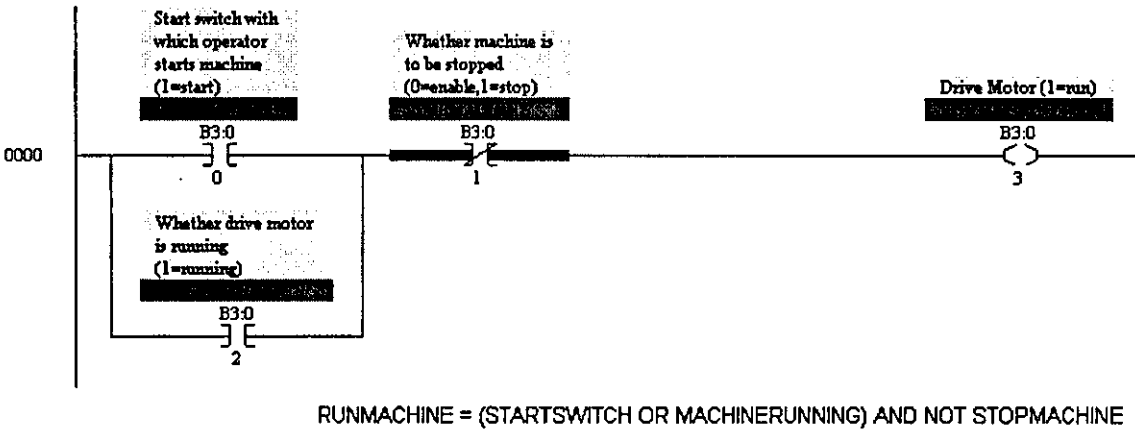 Start switch with
which operator
starts machine
(1=start)
B3:0
0
Whether machine is
to be stopped
(0=enable,1=stop)
B3:0
1
Drive Motor (1=run)
B3:0
3
0000
Whether drive motor
is running
(1=running)
B3:0
2
RUNMACHINE = (STARTSWITCH OR MACHINERUNNING) AND NOT STOPMACHINE